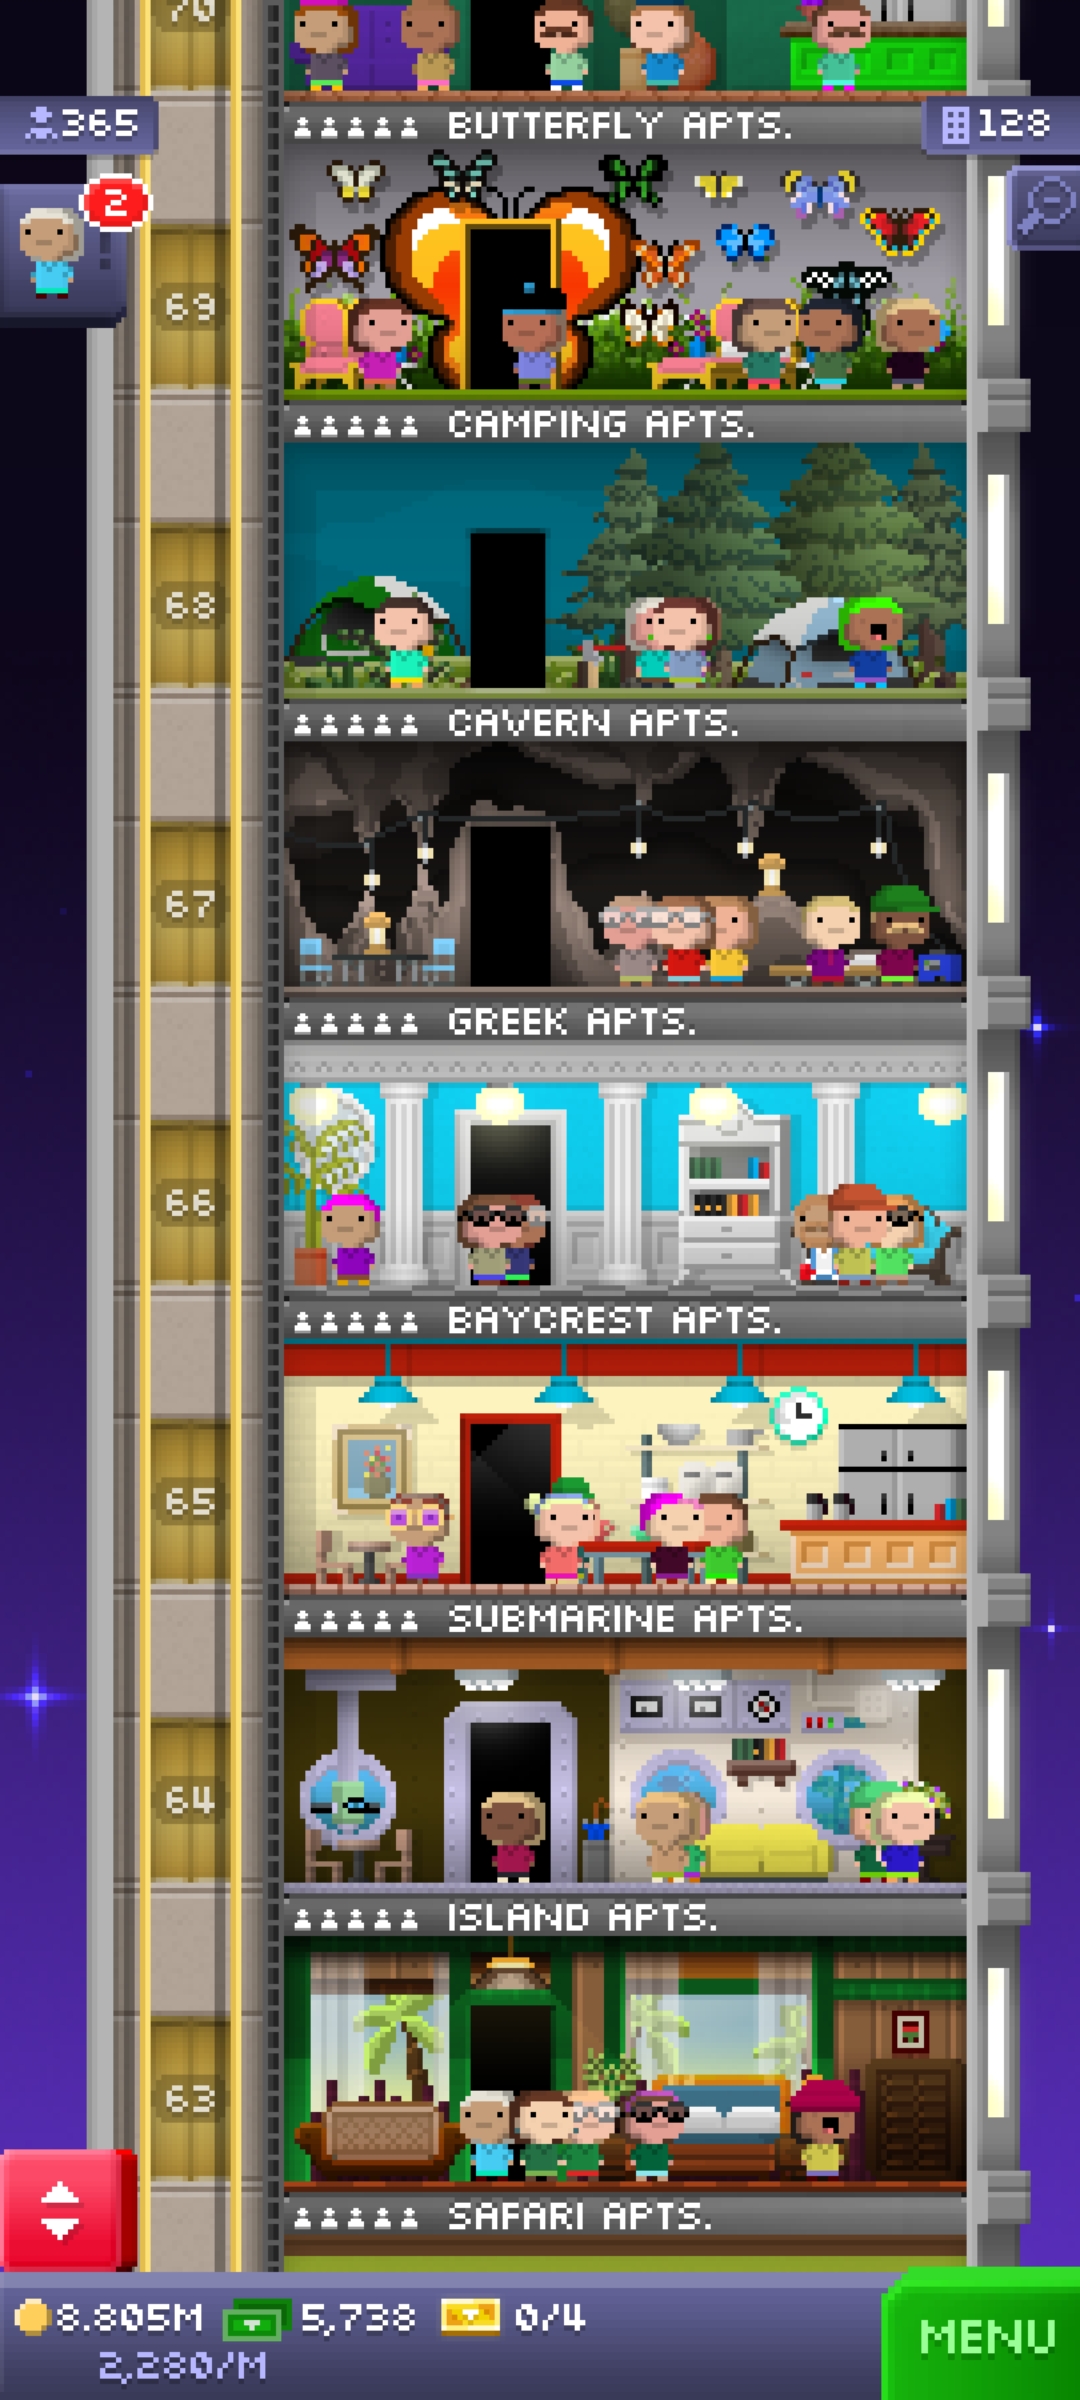 70
365
BUTTERFLY APTS.
128
2
69
CAMPING APTS.
68
CAVERN APTS.
67
GREEK APTS.
66
BAYCREST APTS.
65
SUBMARINE APTS.
64
ISLAND APTS.
63
SAFARI APTS.
8.805M 5,738 0/4
2,280/M
MENU